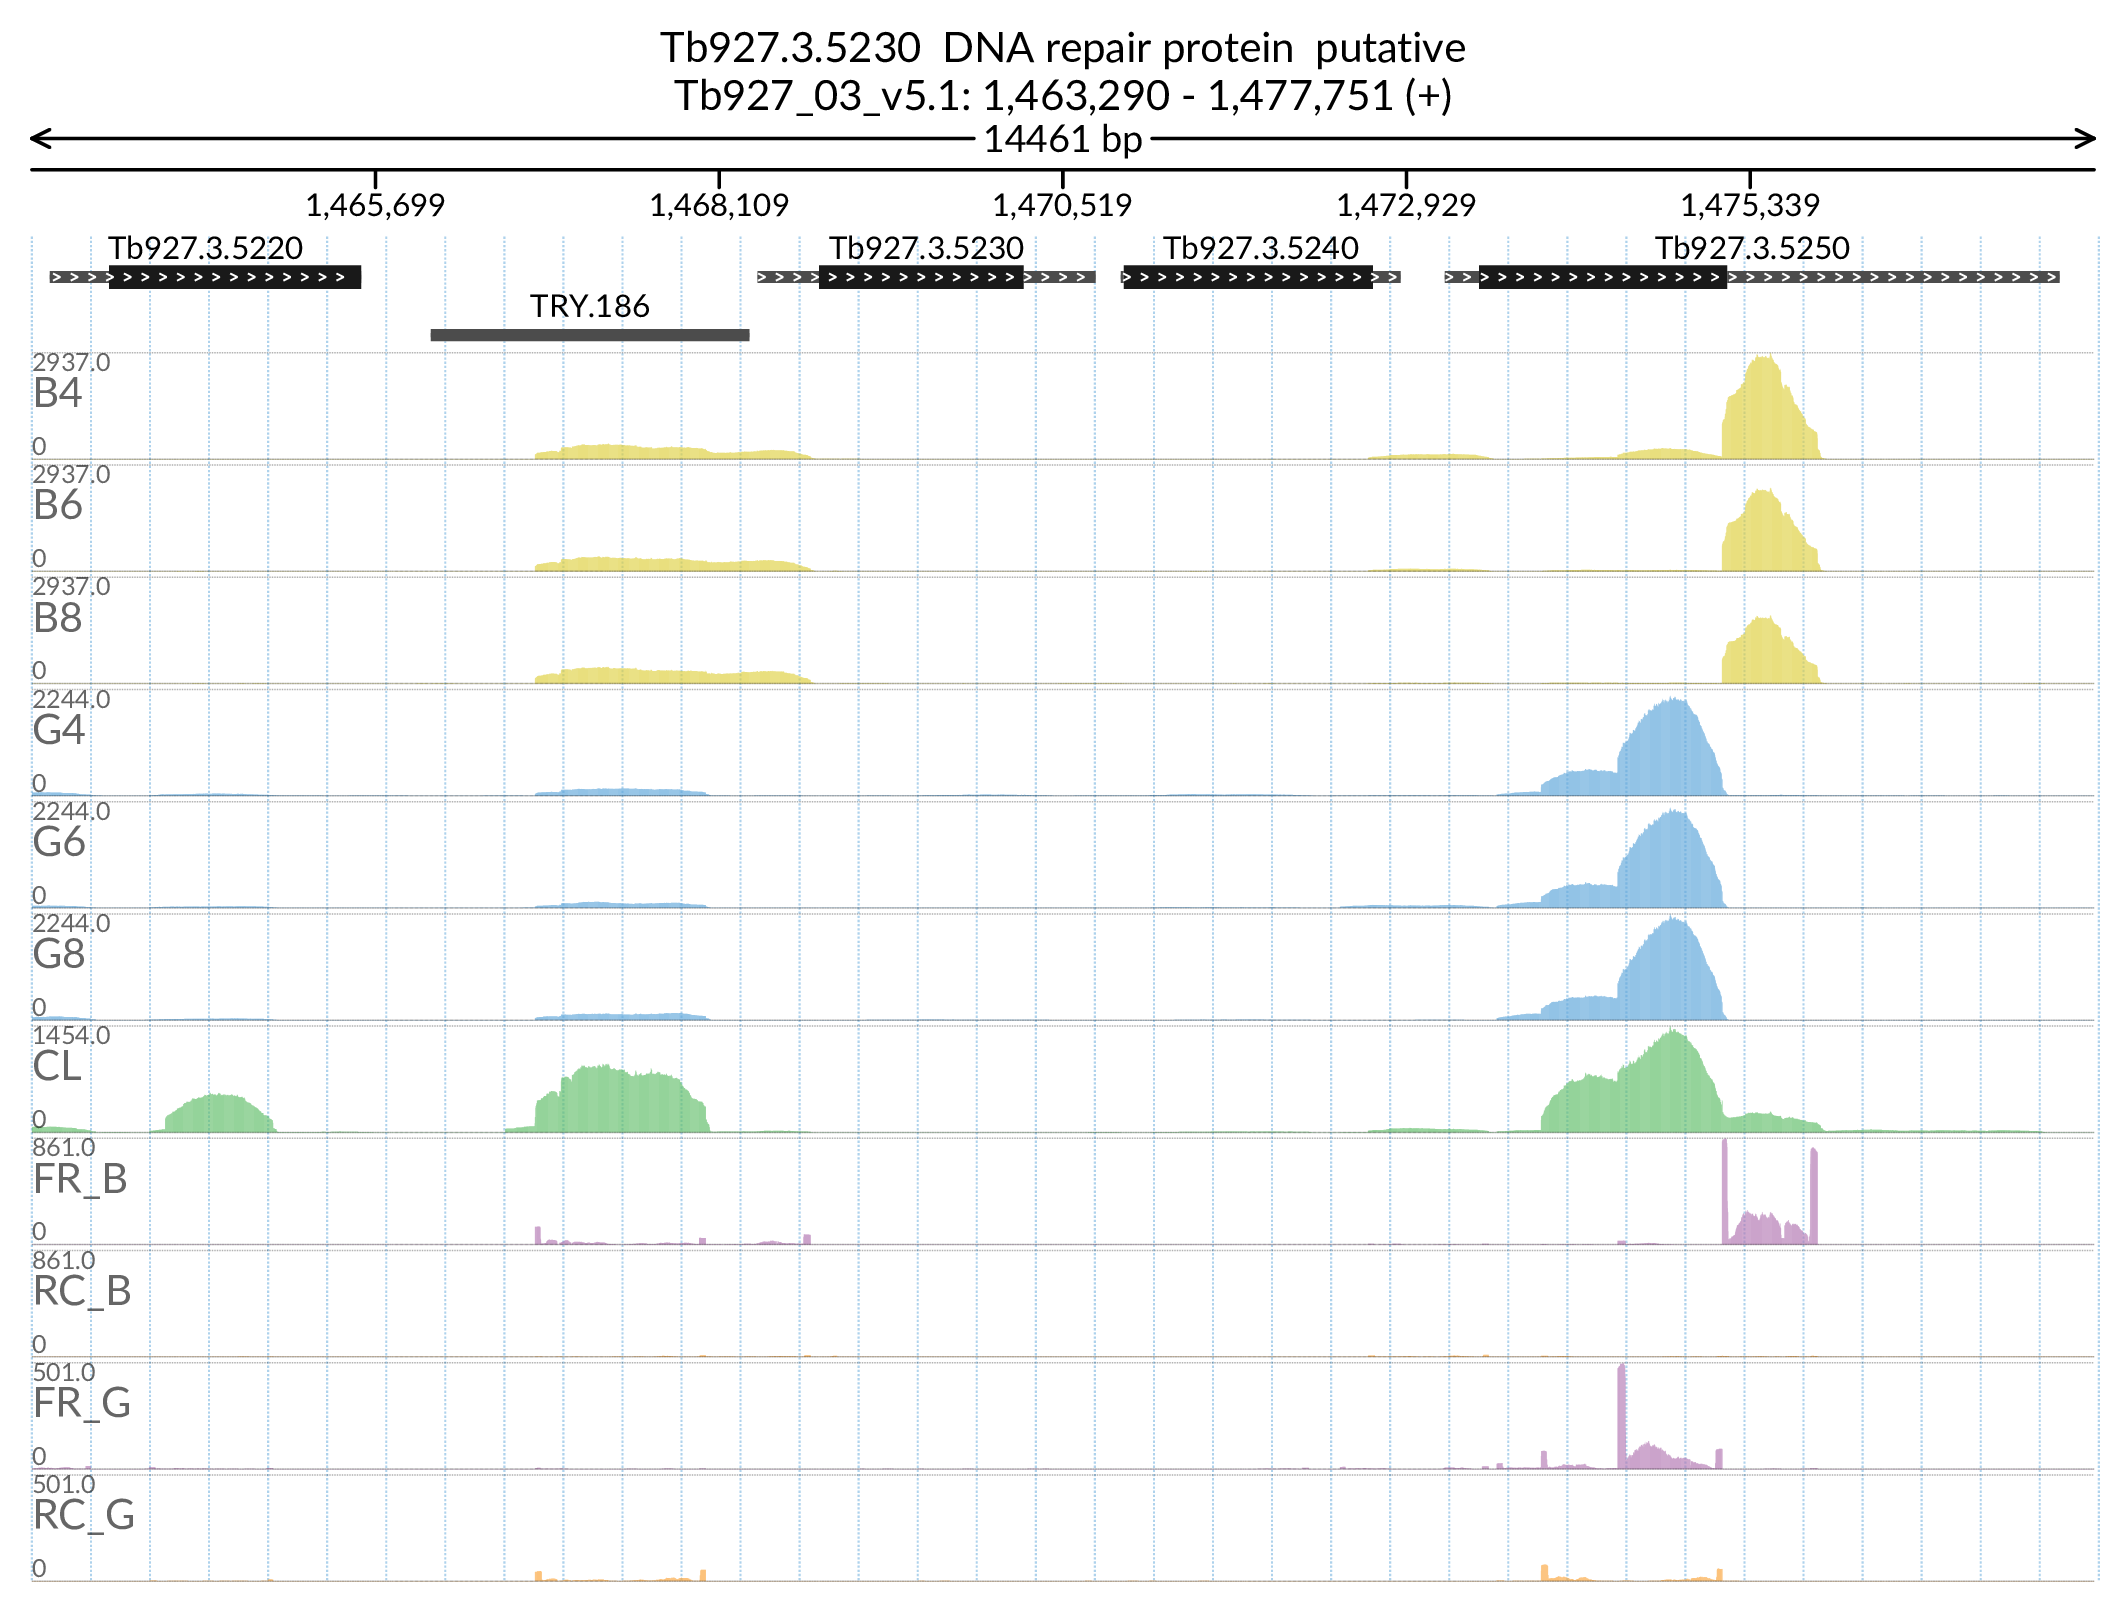 Tb927.3.5230  DNA repair protein  putative
Tb927_03_v5.1: 1,463,290 - 1,477,751 (+)
14461 bp
1,465,699 1,468,109 1,470,519 1,472,929 1,475,339
Tb927.3.5220 Tb927.3.5230 Tb927.3.5240 Tb927.3.5250
TRY.186
2937.0
B4
0
2937.0
B6
0
2937.0
B8
0
2244.0
G4
0
2244.0
G6
0
2244.0
G8
0
1454.0
CL
0
861.0
FR_B
0
861.0
RC_B
0
501.0
FR_G
0
501.0
RC_G
0